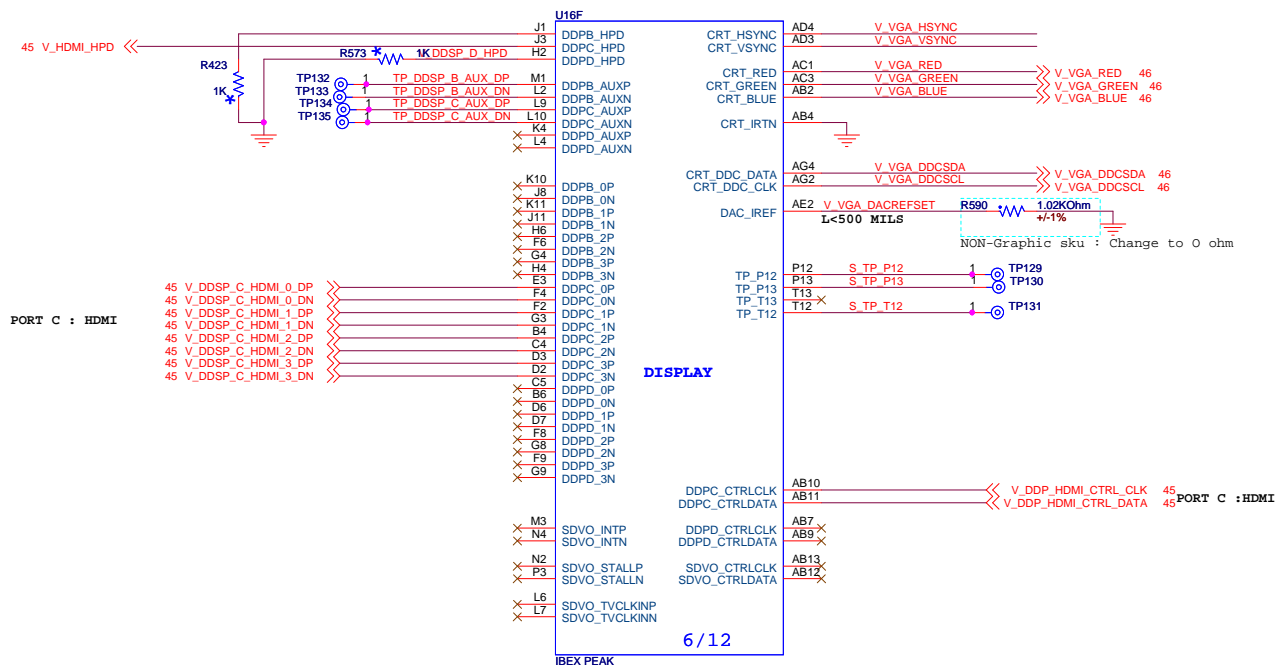 U16F
45 V_HDMI_HPD
R423
1K
R573
1K
DDSP_D_HPD
TP132
TP133
TP134
TP135
1 TP_DDSP_B_AUX_DP
1 TP_DDSP_B_AUX_DN
1 TP_DDSP_C_AUX_DP
1 TP_DDSP_C_AUX_DN
J1 DDPB_HPD
J3 DDPC_HPD
H2 DDPD_HPD
M1 DDPB_AUXP
L2 DDPB_AUXN
L9 DDPC_AUXP
L10 DDPC_AUXN
K4 DDPD_AUXP
L4 DDPD_AUXN
K10 DDPB_0P
J8 DDPB_0N
K11 DDPB_1P
J11 DDPB_1N
H6 DDPB_2P
F6 DDPB_2N
G4 DDPB_3P
H4 DDPB_3N
PORT C : HDMI
45 V_DDSP_C_HDMI_0_DP E3 DDPC_0P
45 V_DDSP_C_HDMI_0_DN F4 DDPC_0N
45 V_DDSP_C_HDMI_1_DP F2 DDPC_1P
45 V_DDSP_C_HDMI_1_DN G3 DDPC_1N
45 V_DDSP_C_HDMI_2_DP B4 DDPC_2P
45 V_DDSP_C_HDMI_2_DN C4 DDPC_2N
45 V_DDSP_C_HDMI_3_DP D3 DDPC_3P
45 V_DDSP_C_HDMI_3_DN D2 DDPC_3N
C5 DDPD_0P
B6 DDPD_0N
D6 DDPD_1P
D7 DDPD_1N
F8 DDPD_2P
G8 DDPD_2N
F9 DDPD_3P
G9 DDPD_3N
M3 SDVO_INTP
N4 SDVO_INTN
N2 SDVO_STALLP
P3 SDVO_STALLN
L6 SDVO_TVCLKINP
L7 SDVO_TVCLKINN
DISPLAY
6/12
IBEX PEAK
CRT_HSYNC AD4 V_VGA_HSYNC
CRT_VSYNC AD3 V_VGA_VSYNC
CRT_RED AC1 V_VGA_RED V_VGA_RED 46
CRT_GREEN AC3 V_VGA_GREEN V_VGA_GREEN 46
CRT_BLUE AB2 V_VGA_BLUE V_VGA_BLUE 46
CRT_IRTN AB4
CRT_DDC_DATA AG4 V_VGA_DDCSDA V_VGA_DDCSDA 46
CRT_DDC_CLK AG2 V_VGA_DDCSCL V_VGA_DDCSCL 46
DAC_IREF AE2 V_VGA_DACREFSET R590 1.02KOhm
L<500 MILS
+/-1%
NON-Graphic sku : Change to 0 ohm
TP_P12 P12 S_TP_P12 1 TP129
TP_P13 P13 S_TP_P13 1 TP130
TP_T13 T13
TP_T12 T12 S_TP_T12 1 TP131
DDPC_CTRLCLK AB10 V_DDP_HDMI_CTRL_CLK 45
DDPC_CTRLDATA AB11 V_DDP_HDMI_CTRL_DATA 45
PORT C :HDMI
DDPD_CTRLCLK AB7
DDPD_CTRLDATA AB9
SDVO_CTRLCLK AB13
SDVO_CTRLDATA AB12